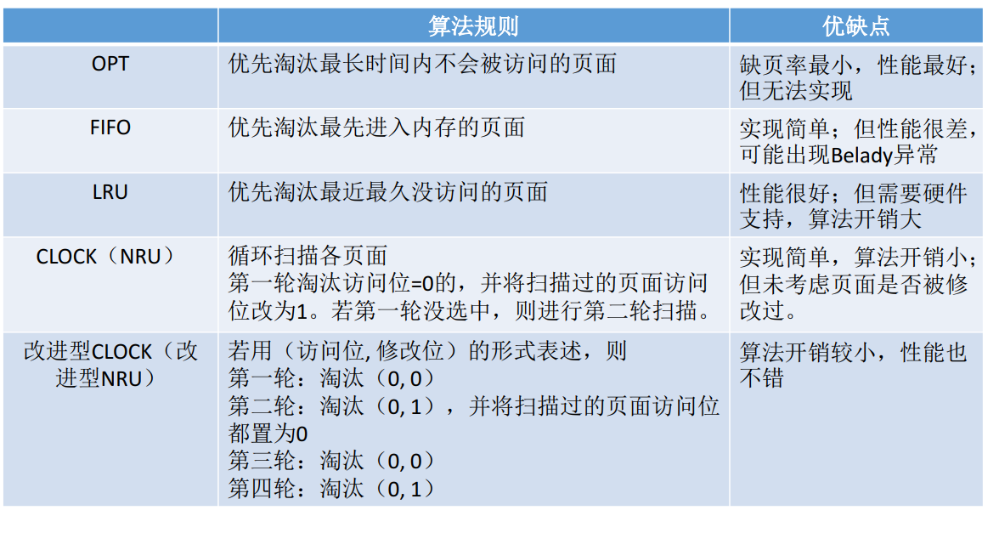 算法规则 优缺点
OPT 优先淘汰最长时间内不会被访问的页面 缺页率最小，性能最好；
但无法实现
FIFO 优先淘汰最先进入内存的页面 实现简单；但性能很差，
可能出现Belady异常
LRU 优先淘汰最近最久没访问的页面 性能很好；但需要硬件
支持，算法开销大
CLOCK（NRU）
循环扫描各页面
第一轮淘汰访问位=0的，并将扫描过的页面访问
位改为1。若第一轮没选中，则进行第二轮扫描。
实现简单，算法开销小；
但未考虑页面是否被修
改过。
改进型CLOCK（改
进型NRU）
若用（访问位, 修改位）的形式表述，则
第一轮：淘汰（0, 0）
第二轮：淘汰（0, 1），并将扫描过的页面访问位
都置为0
第三轮：淘汰（0, 0）
第四轮：淘汰（0, 1）
算法开销较小，性能也
不错